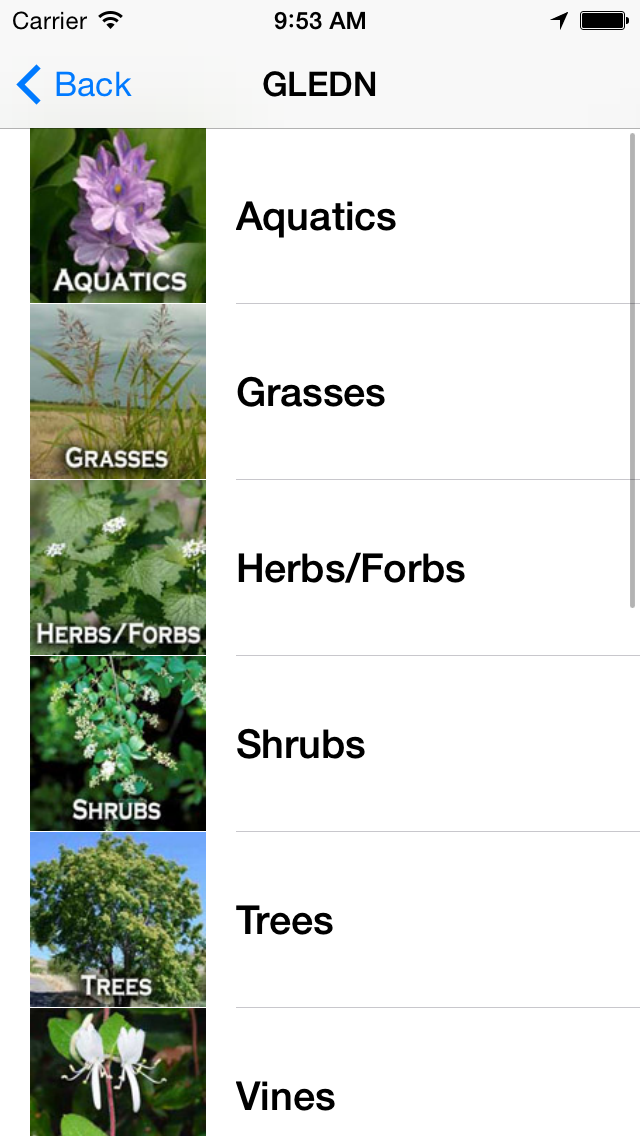 Carrier 9:53 AM
Back GLEDN
AQUATICS
Aquatics
GRASSES
Grasses
HERBS/FORBS
Herbs/Forbs
SHRUBS
Shrubs
TREES
Trees
Vines